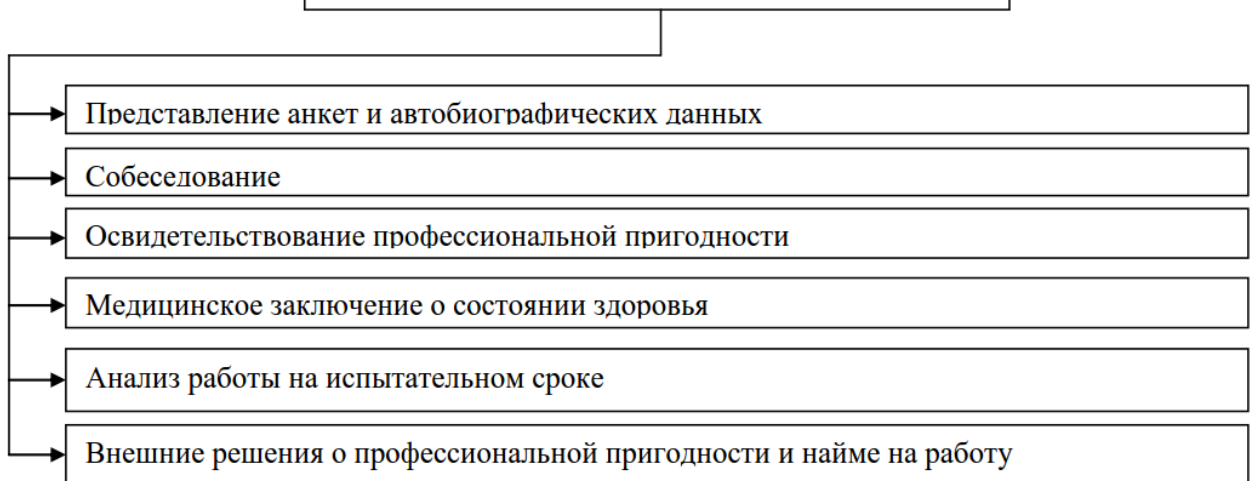 Представление анкет и автобиографических данных
Собеседование
Освидетельствование профессиональной пригодности
Медицинское заключение о состоянии здоровья
Анализ работы на испытательном сроке
Внешние решения о профессиональной пригодности и найме на работу